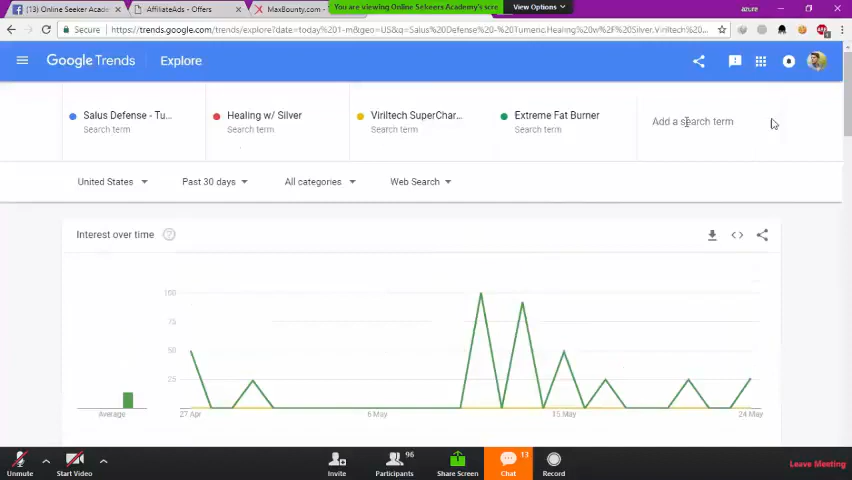 (13) Online Seeker Acade
AffiliateAds - Offers
MaxBounty.com -
You are viewing Online Sekeers Academy's scre
View Options
azure
Secure
https://trends.google.com/trends/explore?date=today%201-m&geo=US&q=Salus%20Defense%20-%20Tumeric,Healing%20w%2F%20Silver,Viriltech%20SuperChar...
Google Trends
Explore
Salus Defense - Tu...
Search term
Healing w/ Silver
Search term
Viriltech SuperChar...
Search term
Extreme Fat Burner
Search term
Add a search term
United States
Past 30 days
All categories
Web Search
Interest over time
100
75
50
25
Average
27 Apr
6 May
15 May
24 May
Unmute
Start Video
Invite
96
Participants
Share Screen
13
Chat
Record
Leave Meeting